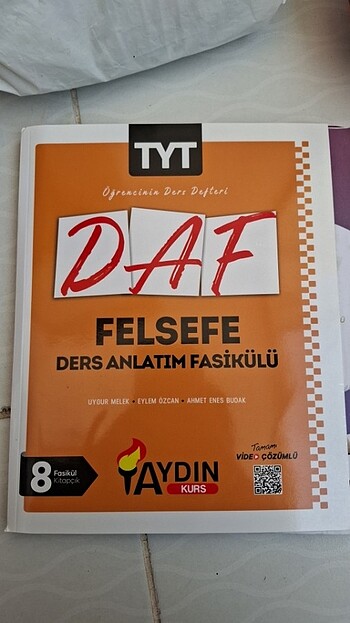 TYT
Öğrencinin Ders Defteri
DAF
FELSEFE
DERS ANLATIM FASİKÜLÜ
UYGUR MELEK • EYLEM ÖZCAN • AHMET ENES BUDAK
8 Fasikül
Kitapçık
AYDIN
KURS
Tamamı
VİDEO ÇÖZÜMLÜ